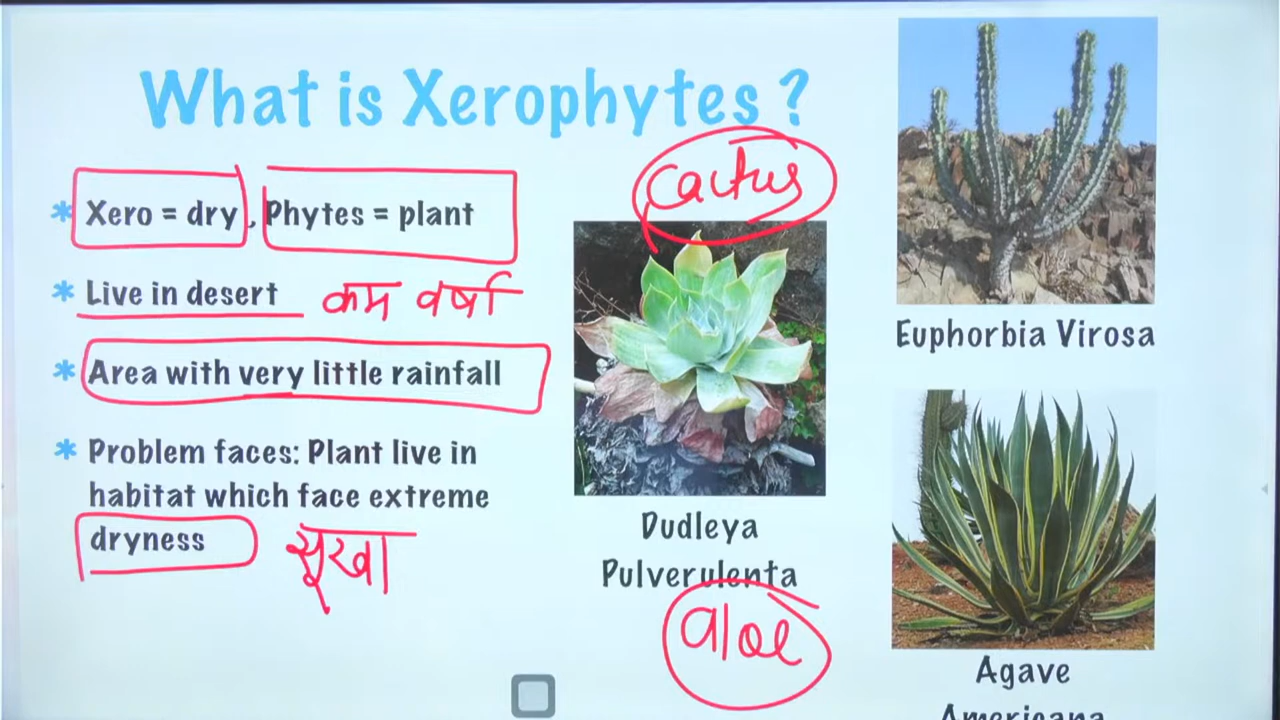 What is Xerophytes ?
* Xero = dry , Phytes = plant
* Live in desert कम वर्षा
* Area with very little rainfall
* Problem faces: Plant live in
habitat which face extreme
dryness सूखा
cactus
Dudleya
Pulverulenta
aloe
Euphorbia Virosa
Agave
Americana